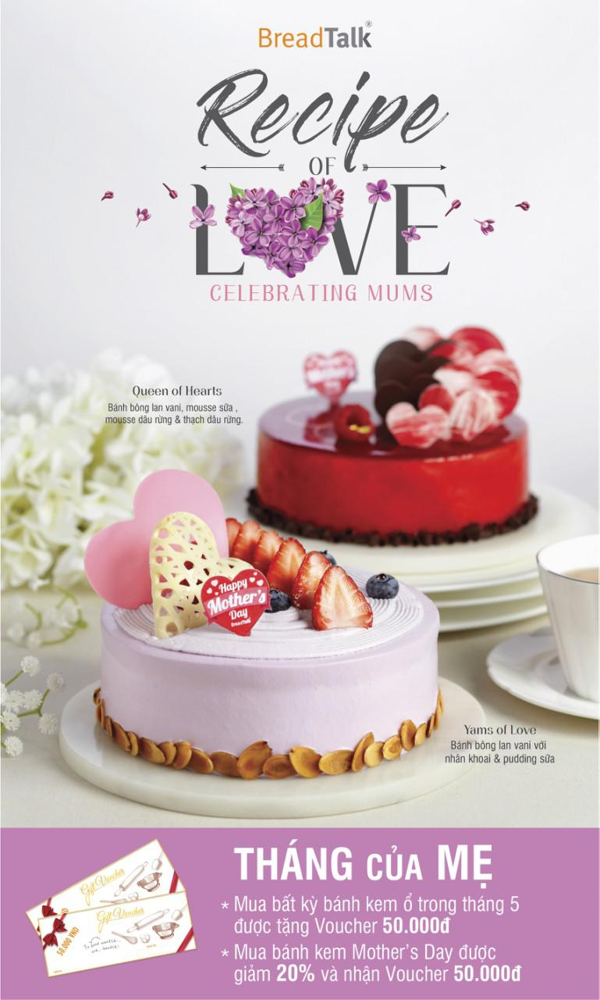 BreadTalk®
Recipe
OF
LOVE
CELEBRATING MUMS
Queen of Hearts
Bánh bông lan vani, mousse sữa ,
mousse dâu rừng & thạch dâu rừng.
Happy
Mother's
Day
BreadTalk
Yams of Love
Bánh bông lan vani với
nhân khoai & pudding sữa
THÁNG CỦA MẸ
* Mua bất kỳ bánh kem ổ trong tháng 5
được tặng Voucher 50.000đ
* Mua bánh kem Mother's Day được
giảm 20% và nhận Voucher 50.000đ
Gift Voucher
Gift Voucher
50.000 VND